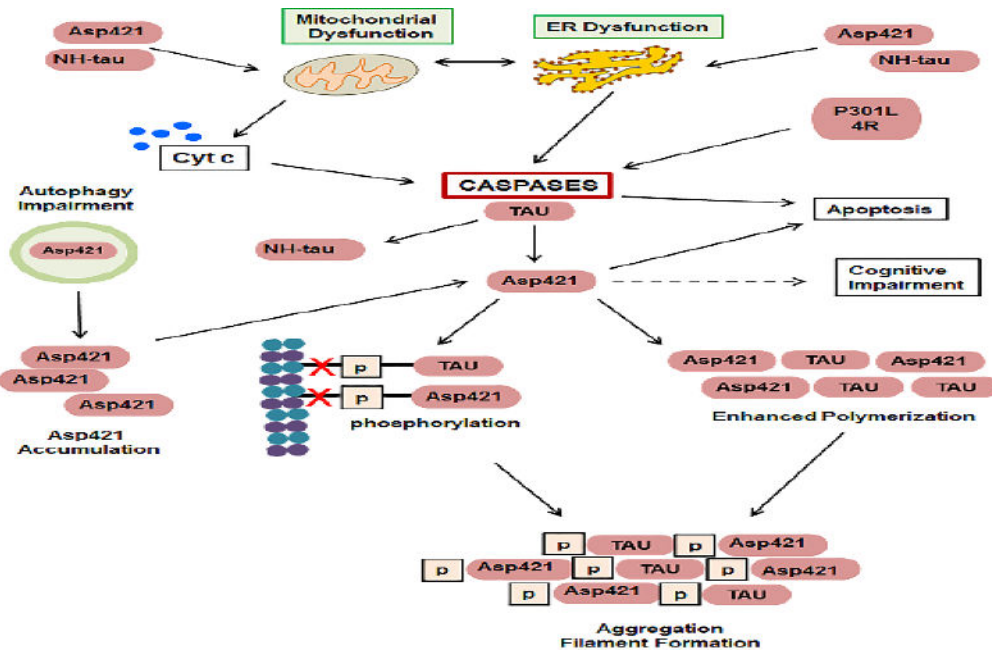 Mitochondrial
Dysfunction
ER Dysfunction
Asp421
NH-tau
Asp421
NH-tau
P301L
4R
Cyt c
CASPASES
TAU
Apoptosis
Autophagy
Impairment
Asp421
NH-tau
Asp421
Cognitive
Impairment
Asp421
Asp421
Asp421
Asp421
Accumulation
p
TAU
p
Asp421
phosphorylation
Asp421
TAU
Asp421
Asp421
TAU
TAU
Enhanced Polymerization
p
TAU
p
Asp421
p
Asp421
p
TAU
p
Asp421
p
Asp421
p
TAU
Aggregation
Filament Formation